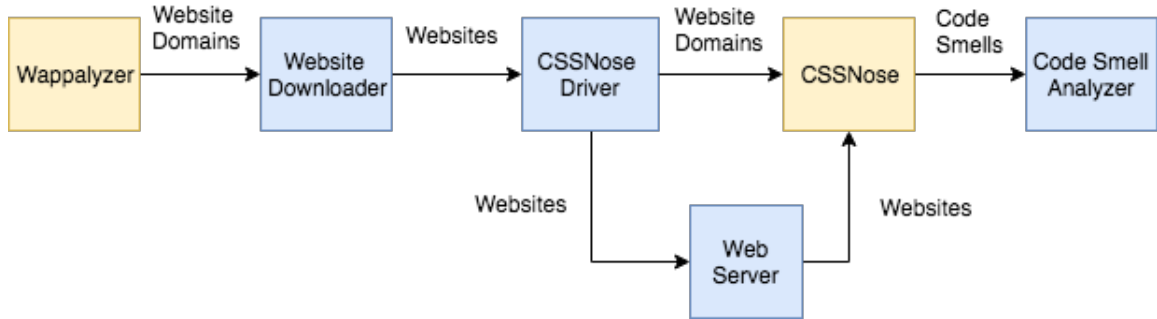 Website
Domains
Websites
Website
Domains
Code
Smells
Wappalyzer
Website
Downloader
CSSNose
Driver
CSSNose
Code Smell
Analyzer
Websites
Web
Server
Websites